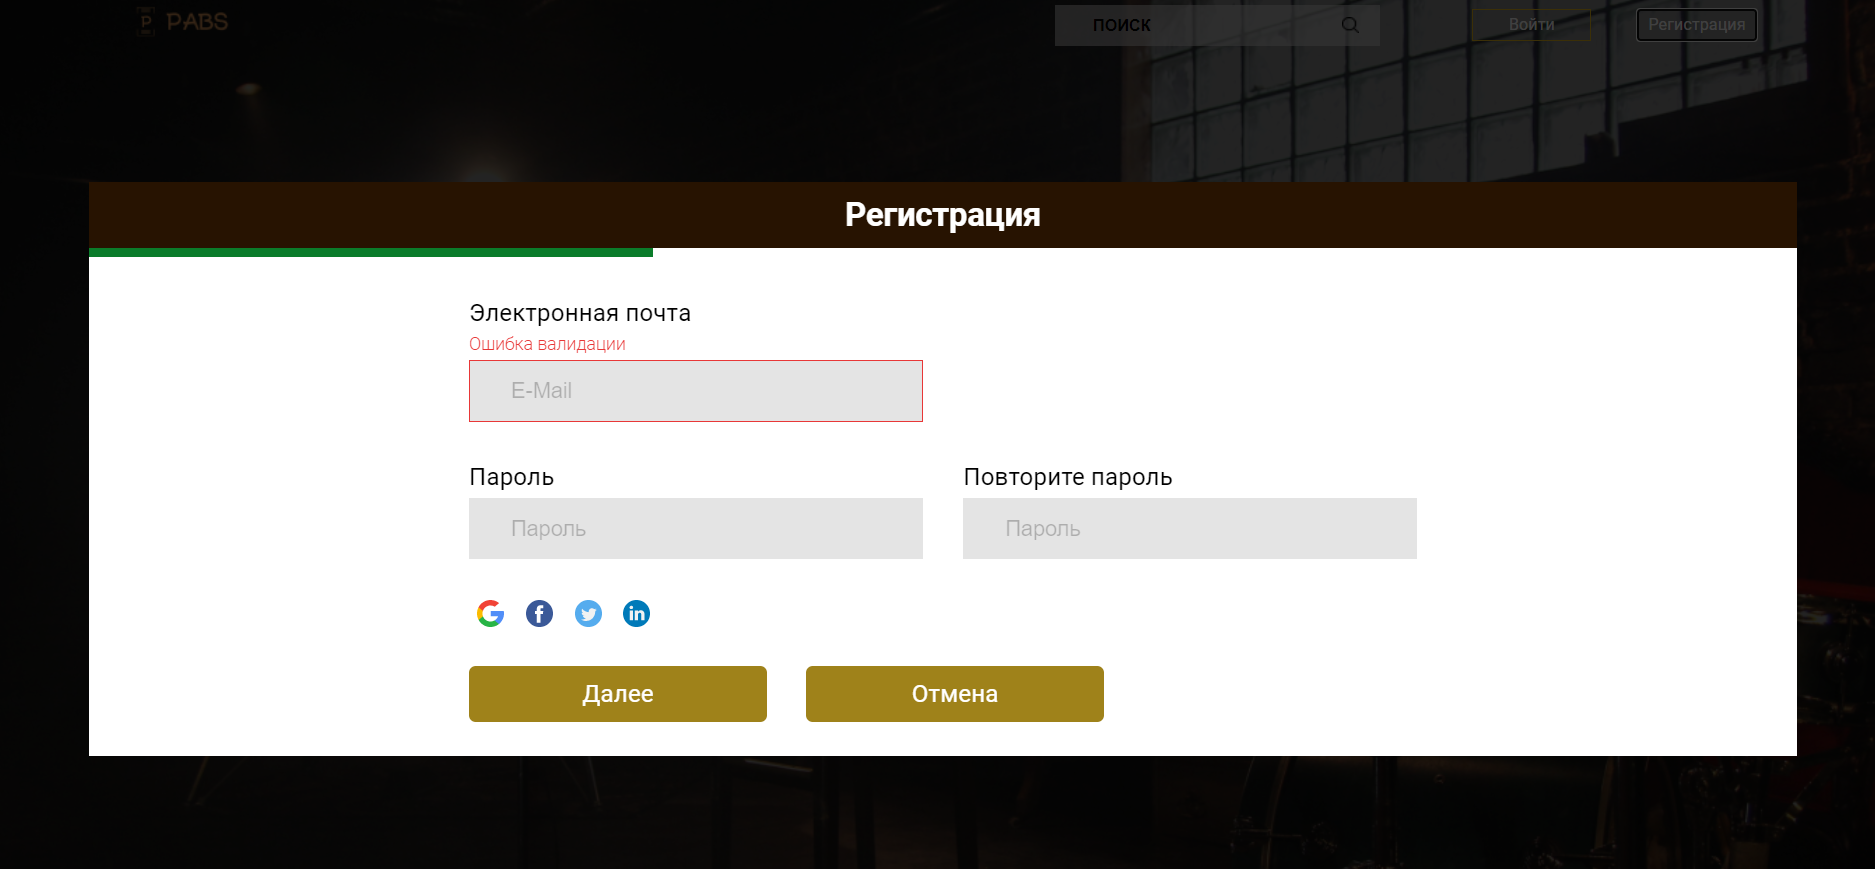 P PABS
ПОИСК
Войти
Регистрация
Регистрация
Электронная почта
Ошибка валидации
E-Mail
Пароль
Повторите пароль
Пароль
Пароль
Далее
Отмена